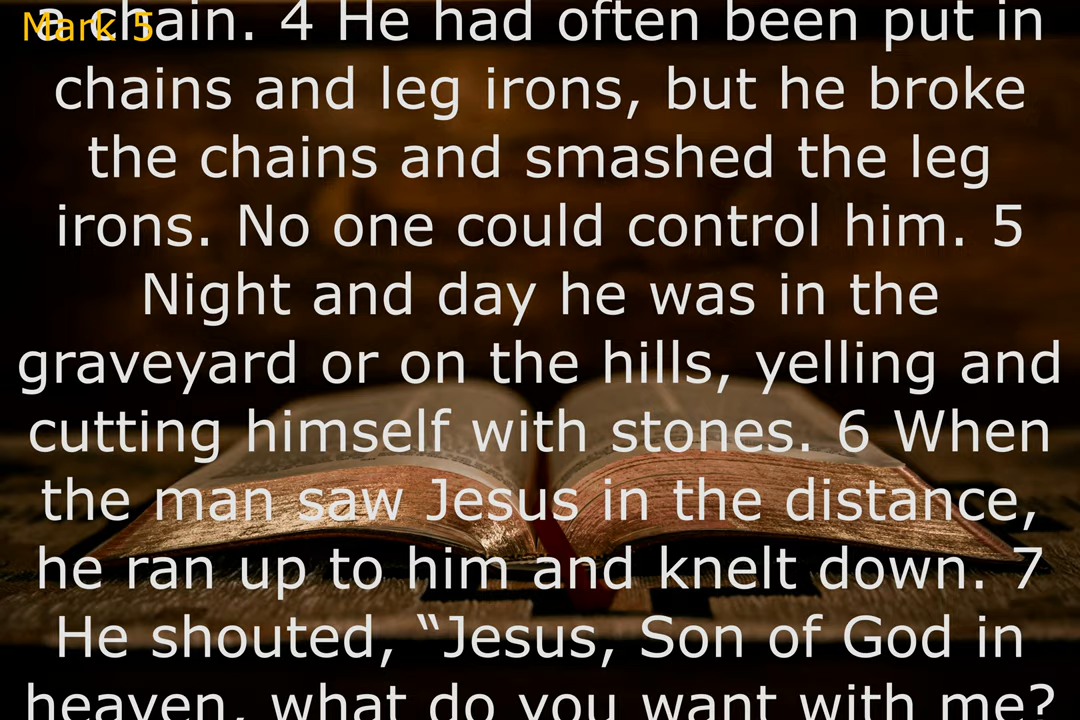 Mark 5
a chain. 4 He had often been put in
chains and leg irons, but he broke
the chains and smashed the leg
irons. No one could control him. 5
Night and day he was in the
graveyard or on the hills, yelling and
cutting himself with stones. 6 When
the man saw Jesus in the distance,
he ran up to him and knelt down. 7
He shouted, “Jesus, Son of God in
heaven, what do you want with me?